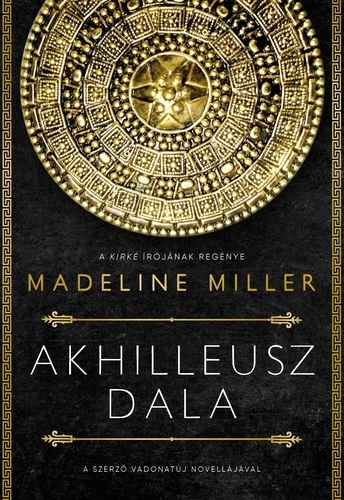 A KIRKÉ ÍRÓJÁNAK REGÉNYE
MADELINE MILLER
AKHILLEUSZ
DALA
A SZERZŐ VADONATÚJ NOVELLÁJÁVAL